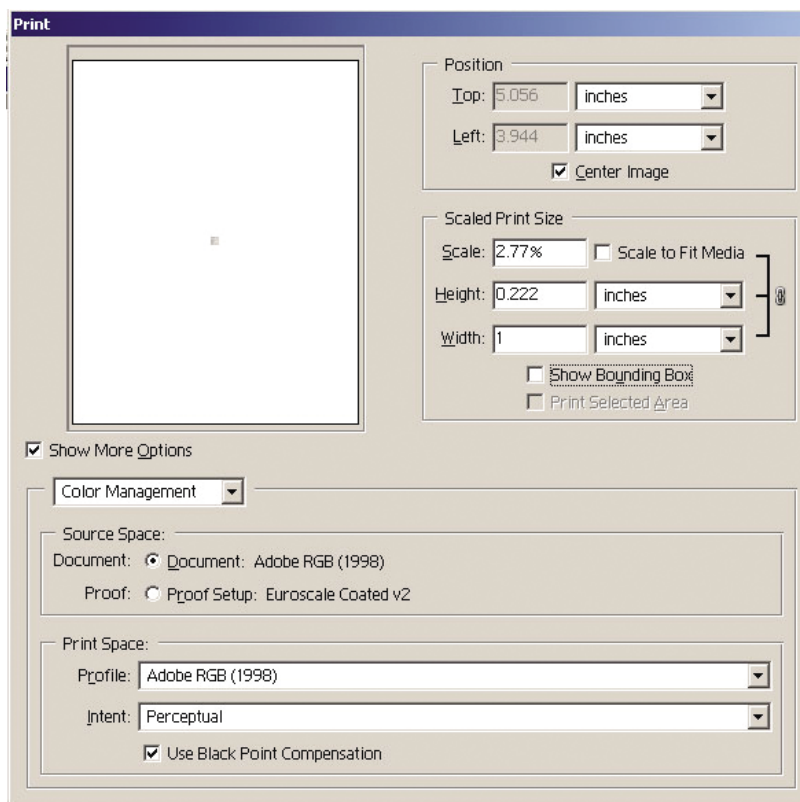 Print
Position
Top: 5.056 inches
Left: 3.944 inches
Center Image
Scaled Print Size
Scale: 2.77% Scale to Fit Media
Height: 0.222 inches
Width: 1 inches
Show Bounding Box
Print Selected Area
Show More Options
Color Management
Source Space:
Document: Document: Adobe RGB (1998)
Proof: Proof Setup: Euroscale Coated v2
Print Space:
Profile: Adobe RGB (1998)
Intent: Perceptual
Use Black Point Compensation